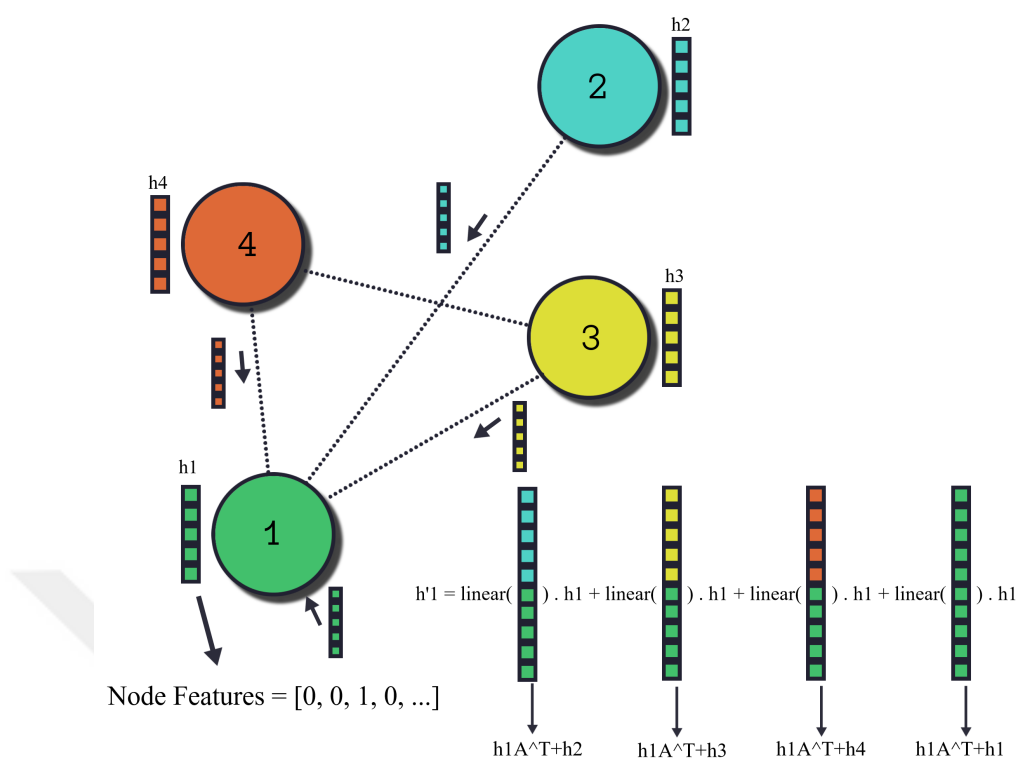 h2
2
h4
4
h3
3
h1
1
h'1 = linear( ) . h1 + linear( ) . h1 + linear( ) . h1 + linear( ) . h1
Node Features = [0, 0, 1, 0, ...]
h1A^T+h2 h1A^T+h3 h1A^T+h4 h1A^T+h1